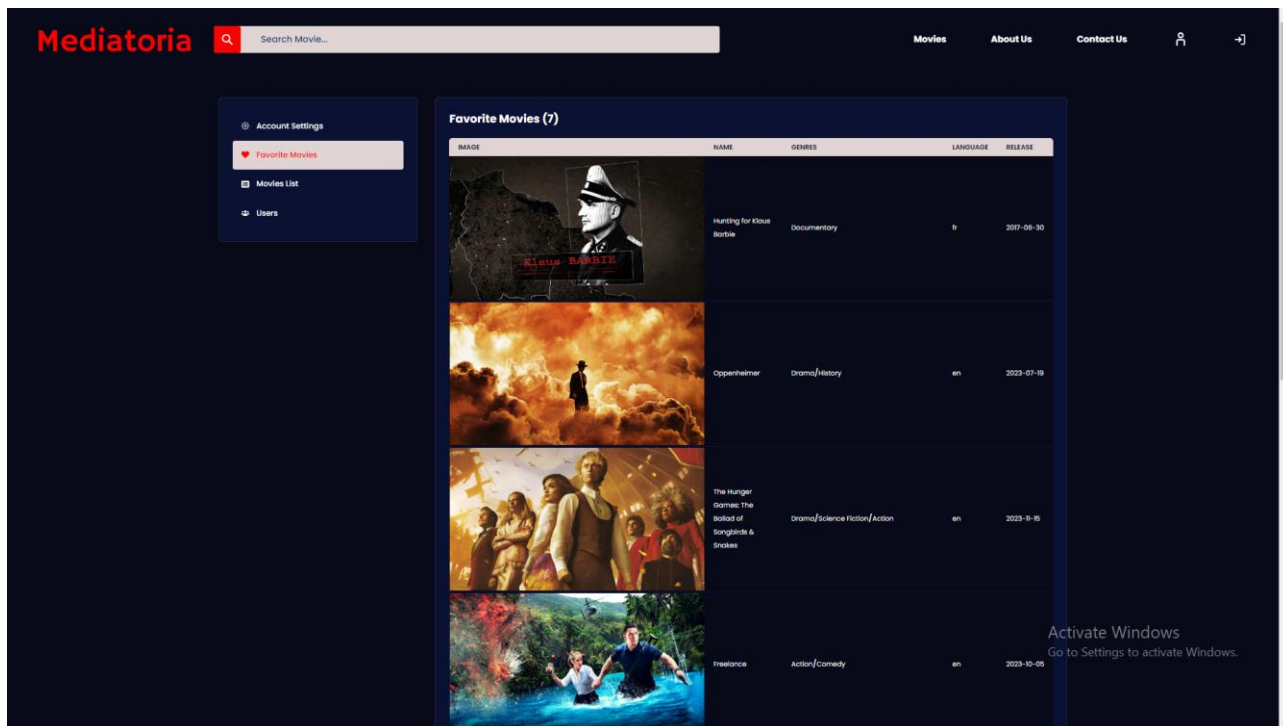 Mediatoria
Search Movie...
Movies
About Us
Contact Us
Account Settings
Favorite Movies
Movies List
Users
Favorite Movies (7)
IMAGE NAME GENRES LANGUAGE RELEASE
Klaus BARBIE
Hunting for Klaus
Barbie
Documentary
fr
2017-06-30
Oppenheimer
Drama/History
en
2023-07-19
The Hunger
Games: The
Ballad of
Songbirds &
Snakes
Drama/Science Fiction/Action
en
2023-11-15
Freelance
Action/Comedy
en
2023-10-05
Activate Windows
Go to Settings to activate Windows.